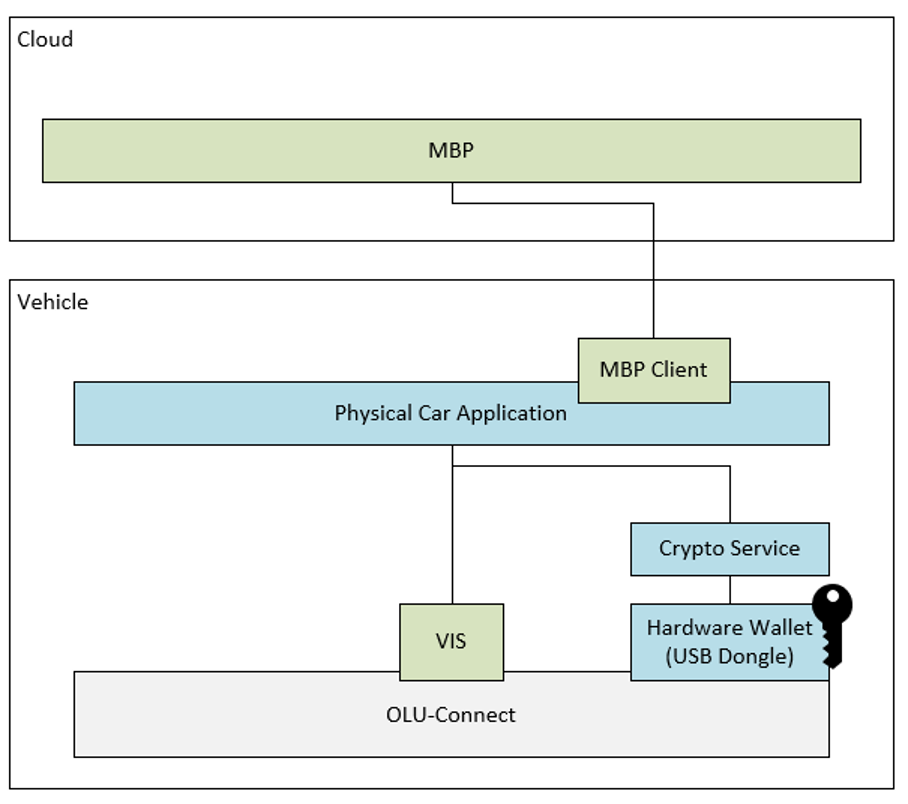 Cloud
MBP
Vehicle
MBP Client
Physical Car Application
Crypto Service
VIS
Hardware Wallet
(USB Dongle)
OLU-Connect